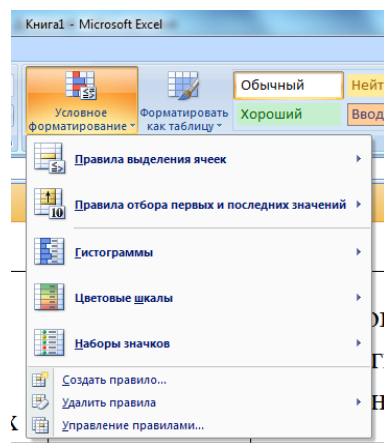 Книга1 - Microsoft Excel
Обычный
Нейт
Условное форматирование
Форматировать как таблицу
Хороший
Ввод
≤≥
Правила выделения ячеек
10
Правила отбора первых и последних значений
Гистограммы
Цветовые шкалы
Наборы значков
Создать правило...
Удалить правила
Управление правилами...
х
н